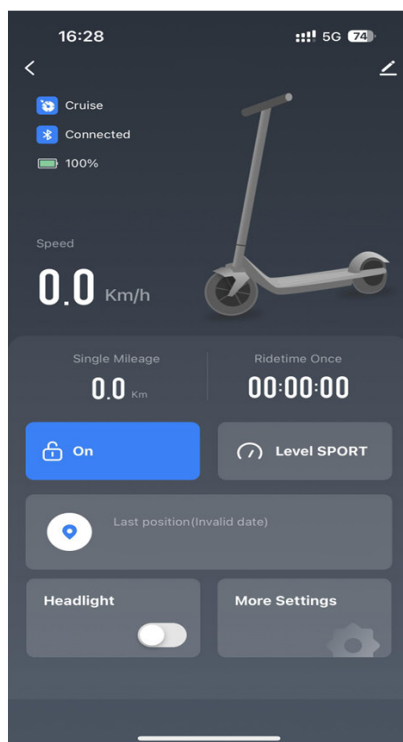 16:28
5G 74
Cruise
Connected
100%
Speed
0.0 Km/h
Single Mileage
Ridetime Once
0.0 Km
00:00:00
On
Level SPORT
Last position(Invalid date)
Headlight
More Settings